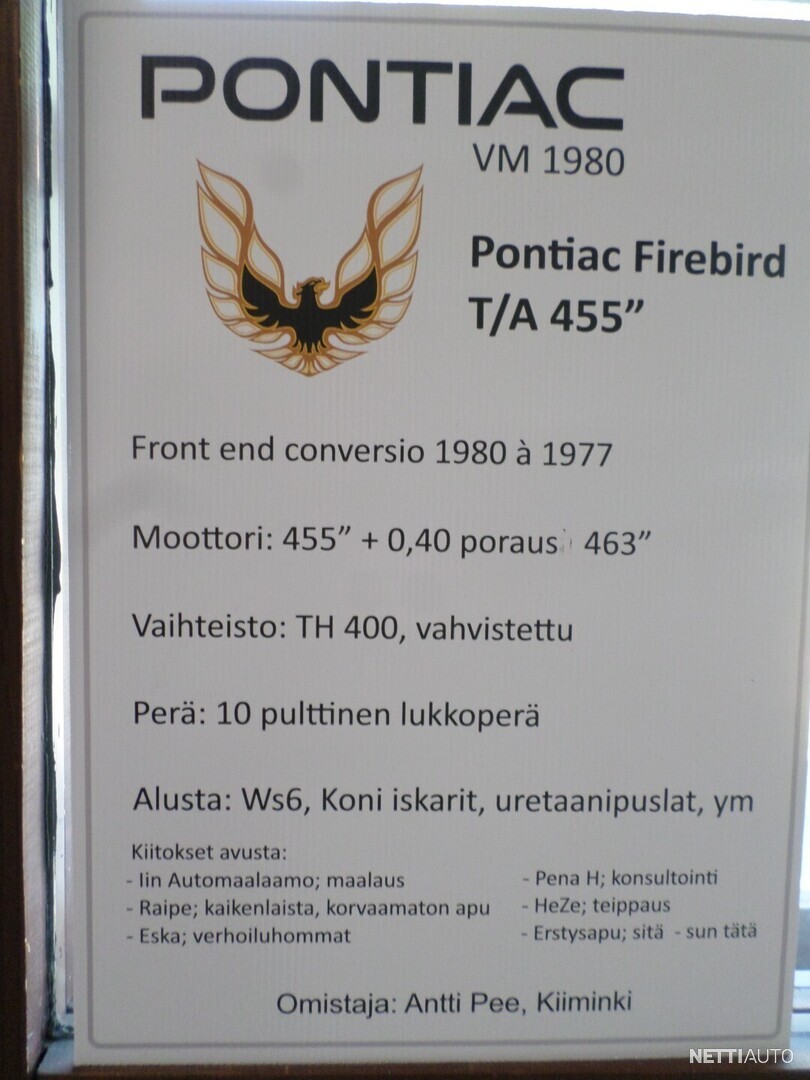 PONTIAC
VM 1980
Pontiac Firebird
T/A 455”
Front end conversio 1980 à 1977
Moottori: 455” + 0,40 poraus 463”
Vaihteisto: TH 400, vahvistettu
Perä: 10 pulttinen lukkoperä
Alusta: Ws6, Koni iskarit, uretaanipuslat, ym
Kiitokset avusta:
- Iin Automaalaamo; maalaus
- Raipe; kaikenlaista, korvaamaton apu
- Eska; verhoiluhommat
- Pena H; konsultointi
- HeZe; teippaus
- Erstysapu; sitä - sun tätä
Omistaja: Antti Pee, Kiiminki
NETTIAUTO